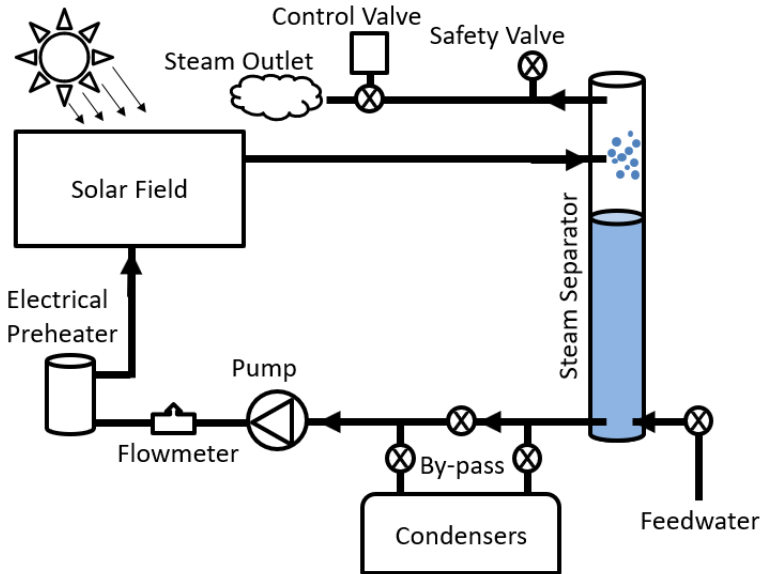 Control Valve
Safety Valve
Steam Outlet
Solar Field
Steam Separator
Electrical
Preheater
Pump
Flowmeter
By-pass
Condensers
Feedwater